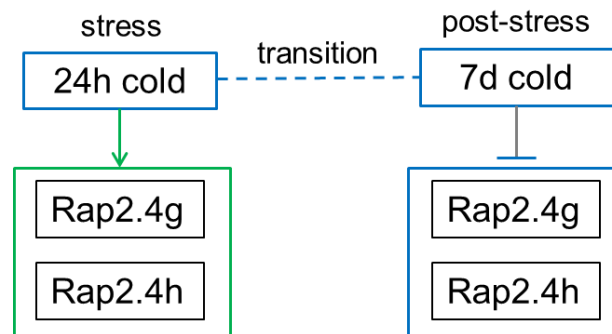 stress
post-stress
transition
24h cold
7d cold
Rap2.4g
Rap2.4g
Rap2.4h
Rap2.4h